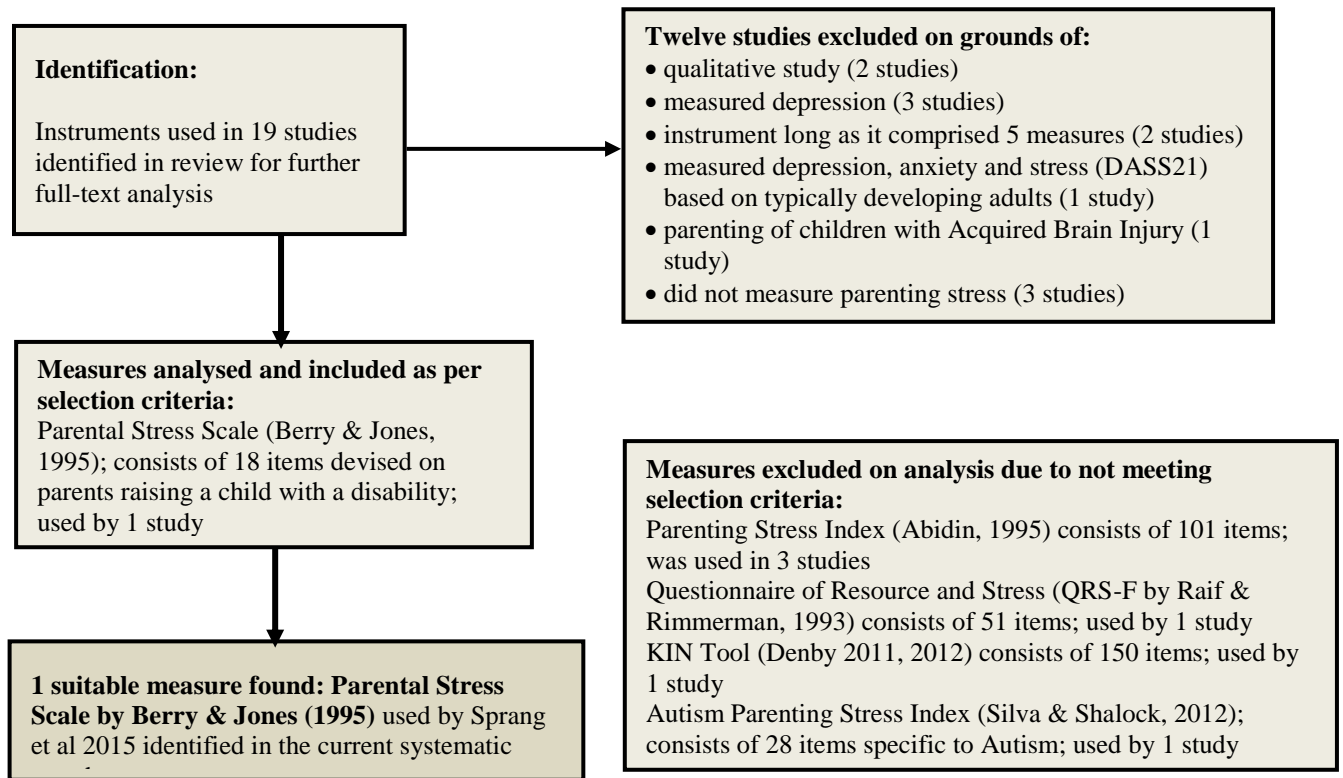 Identification:
Instruments used in 19 studies
identified in review for further
full-text analysis
Twelve studies excluded on grounds of:
• qualitative study (2 studies)
• measured depression (3 studies)
• instrument long as it comprised 5 measures (2 studies)
• measured depression, anxiety and stress (DASS21)
based on typically developing adults (1 study)
• parenting of children with Acquired Brain Injury (1
study)
• did not measure parenting stress (3 studies)
Measures analysed and included as per
selection criteria:
Parental Stress Scale (Berry & Jones,
1995); consists of 18 items devised on
parents raising a child with a disability;
used by 1 study
Measures excluded on analysis due to not meeting
selection criteria:
Parenting Stress Index (Abidin, 1995) consists of 101 items;
was used in 3 studies
Questionnaire of Resource and Stress (QRS-F by Raif &
Rimmerman, 1993) consists of 51 items; used by 1 study
KIN Tool (Denby 2011, 2012) consists of 150 items; used by
1 study
Autism Parenting Stress Index (Silva & Shalock, 2012);
consists of 28 items specific to Autism; used by 1 study
1 suitable measure found: Parental Stress
Scale by Berry & Jones (1995) used by Sprang
et al 2015 identified in the current systematic